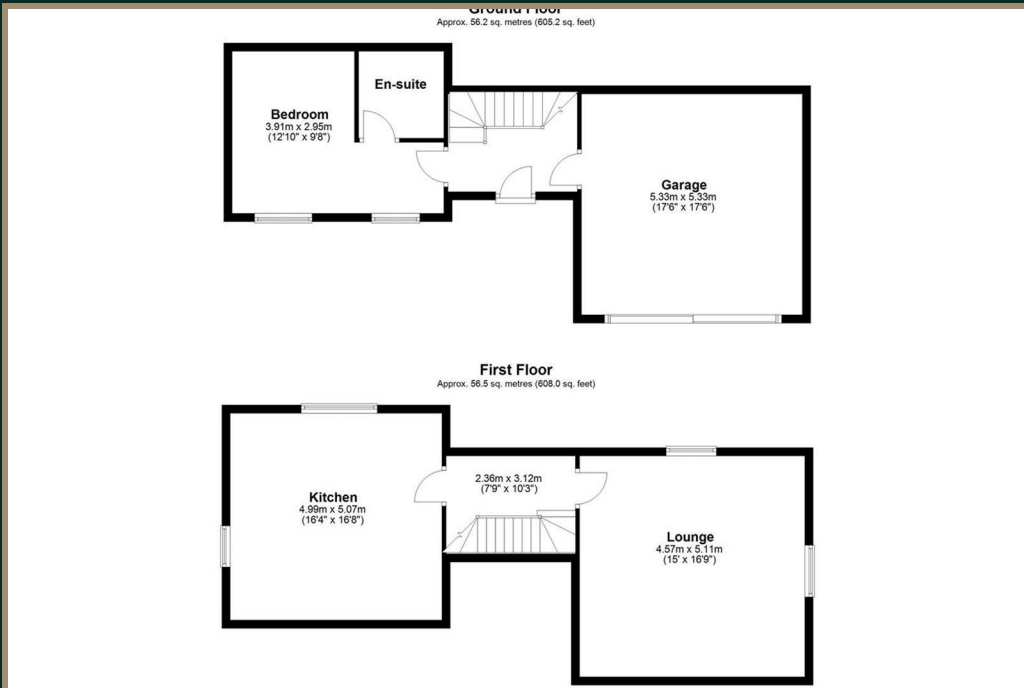 Ground Floor
Approx. 56.2 sq. metres (605.2 sq. feet)
En-suite
Bedroom
3.91m x 2.95m
(12'10" x 9'8")
Garage
5.33m x 5.33m
(17'6" x 17'6")
First Floor
Approx. 56.5 sq. metres (608.0 sq. feet)
2.36m x 3.12m
(7'9" x 10'3")
Kitchen
4.99m x 5.07m
(16'4" x 16'8")
Lounge
4.57m x 5.11m
(15' x 16'9")